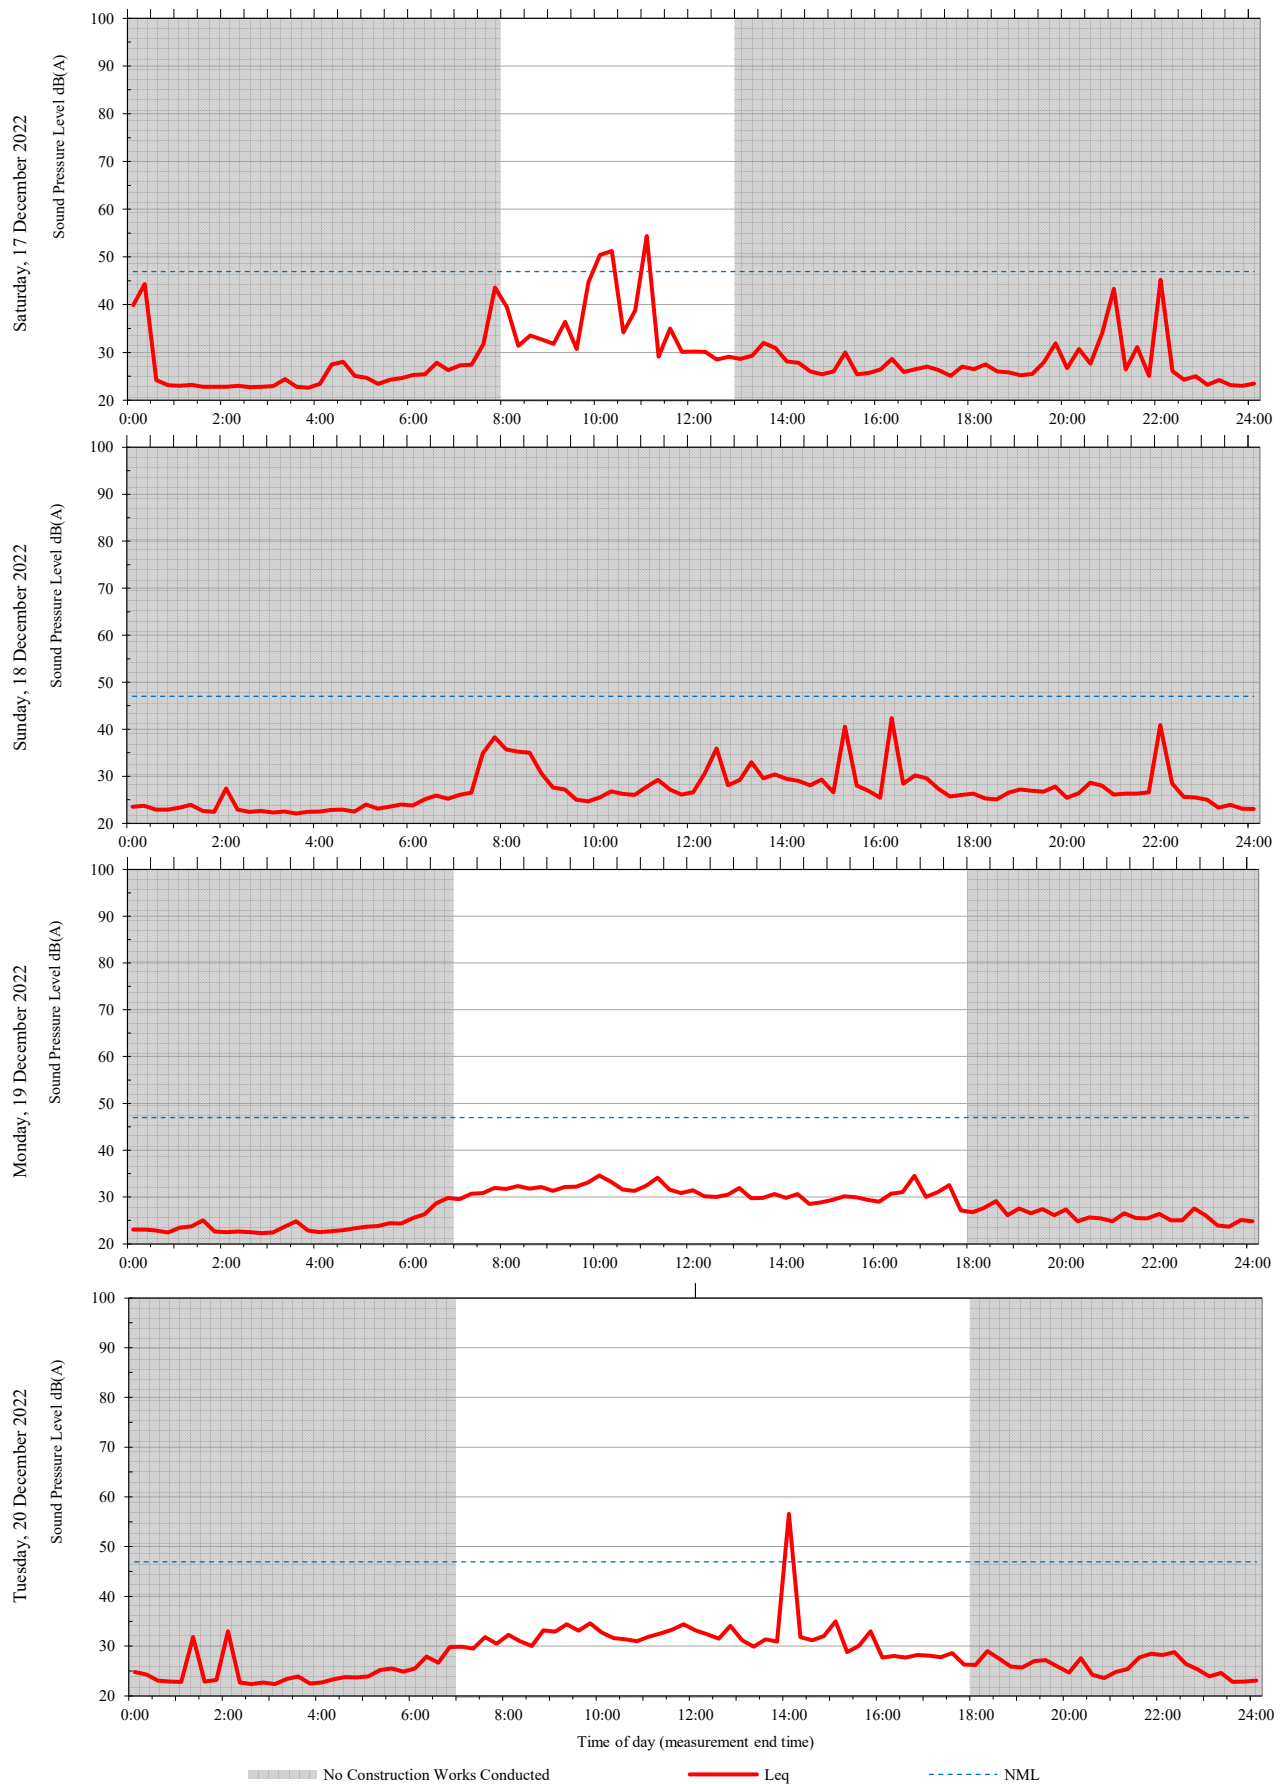 Saturday, 17 December 2022
Sound Pressure Level dB(A)
100
90
80
70
60
50
40
30
20
0:00 2:00 4:00 6:00 8:00 10:00 12:00 14:00 16:00 18:00 20:00 22:00 24:00
Sunday, 18 December 2022
Sound Pressure Level dB(A)
100
90
80
70
60
50
40
30
20
0:00 2:00 4:00 6:00 8:00 10:00 12:00 14:00 16:00 18:00 20:00 22:00 24:00
Monday, 19 December 2022
Sound Pressure Level dB(A)
100
90
80
70
60
50
40
30
20
0:00 2:00 4:00 6:00 8:00 10:00 12:00 14:00 16:00 18:00 20:00 22:00 24:00
Tuesday, 20 December 2022
Sound Pressure Level dB(A)
100
90
80
70
60
50
40
30
20
0:00 2:00 4:00 6:00 8:00 10:00 12:00 14:00 16:00 18:00 20:00 22:00 24:00
Time of day (measurement end time)
No Construction Works Conducted Leq NML